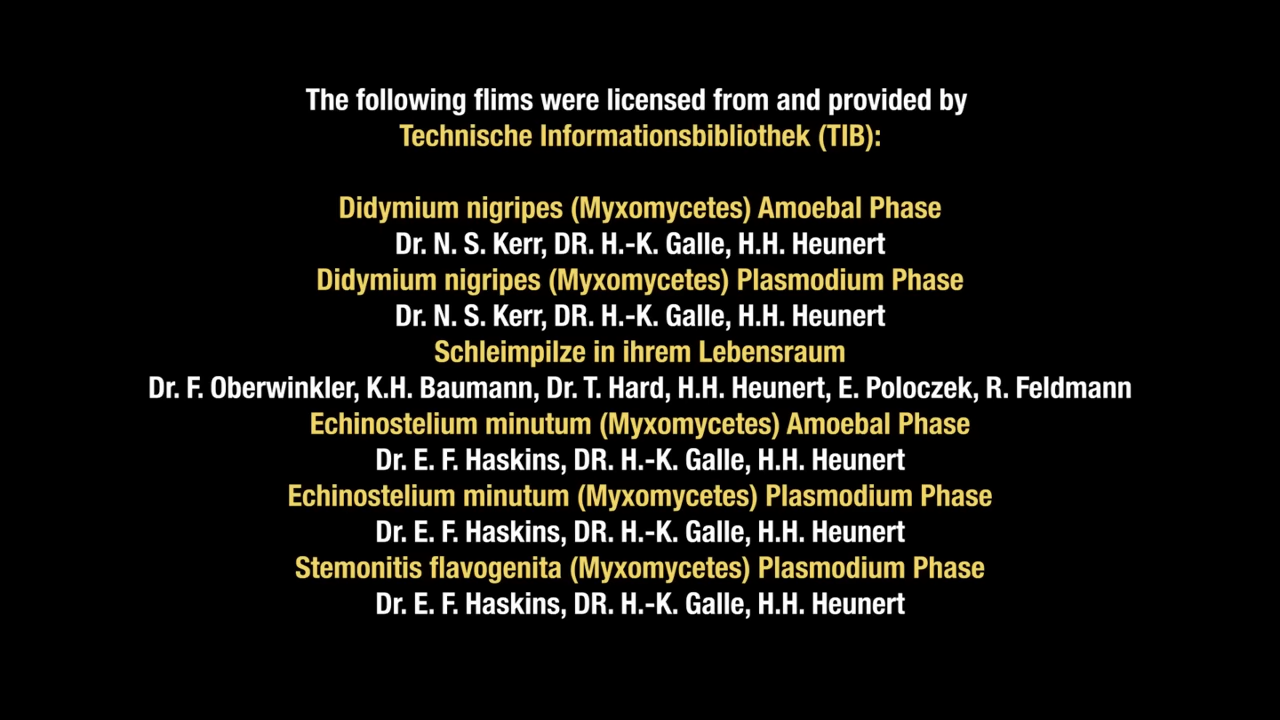 The following flims were licensed from and provided by
Technische Informationsbibliothek (TIB):
Didymium nigripes (Myxomycetes) Amoebal Phase
Dr. N. S. Kerr, DR. H.-K. Galle, H.H. Heunert
Didymium nigripes (Myxomycetes) Plasmodium Phase
Dr. N. S. Kerr, DR. H.-K. Galle, H.H. Heunert
Schleimpilze in ihrem Lebensraum
Dr. F. Oberwinkler, K.H. Baumann, Dr. T. Hard, H.H. Heunert, E. Poloczek, R. Feldmann
Echinostelium minutum (Myxomycetes) Amoebal Phase
Dr. E. F. Haskins, DR. H.-K. Galle, H.H. Heunert
Echinostelium minutum (Myxomycetes) Plasmodium Phase
Dr. E. F. Haskins, DR. H.-K. Galle, H.H. Heunert
Stemonitis flavogenita (Myxomycetes) Plasmodium Phase
Dr. E. F. Haskins, DR. H.-K. Galle, H.H. Heunert